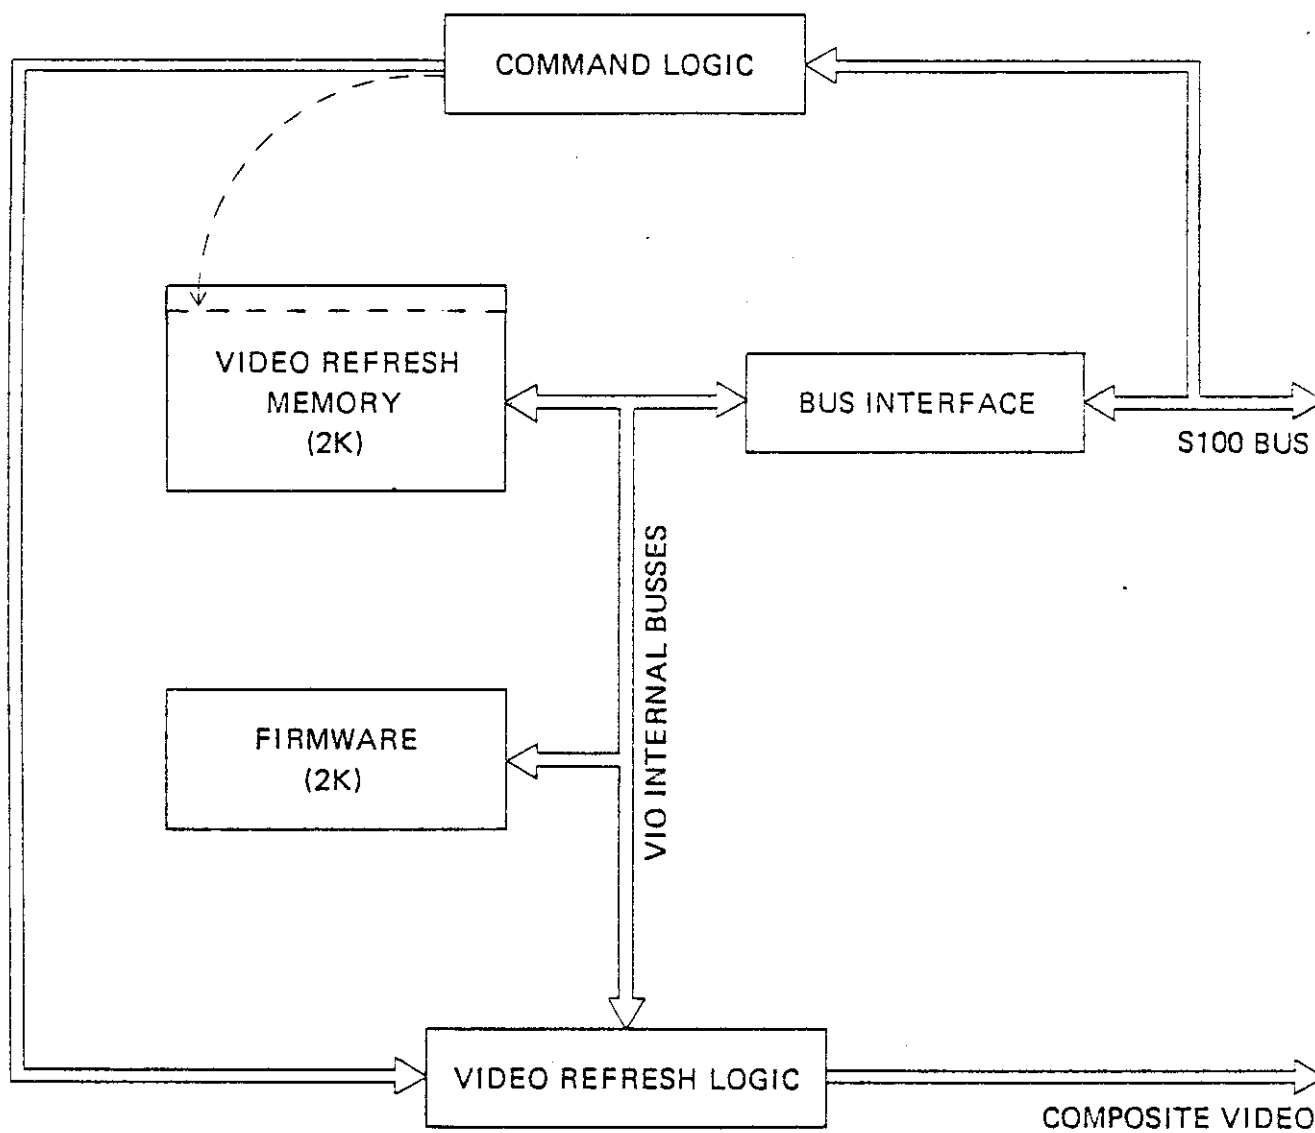 COMMAND LOGIC
VIDEO REFRESH
MEMORY
(2K)
BUS INTERFACE
S100 BUS
VIO INTERNAL BUSSES
FIRMWARE
(2K)
VIDEO REFRESH LOGIC
COMPOSITE VIDEO